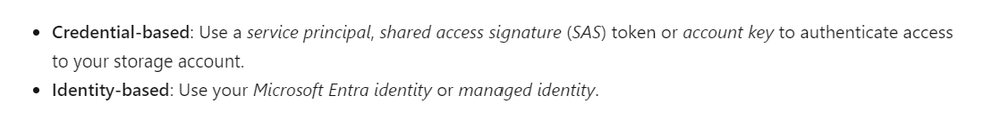 • Credential-based: Use a service principal, shared access signature (SAS) token or account key to authenticate access
to your storage account.
• Identity-based: Use your Microsoft Entra identity or managed identity.